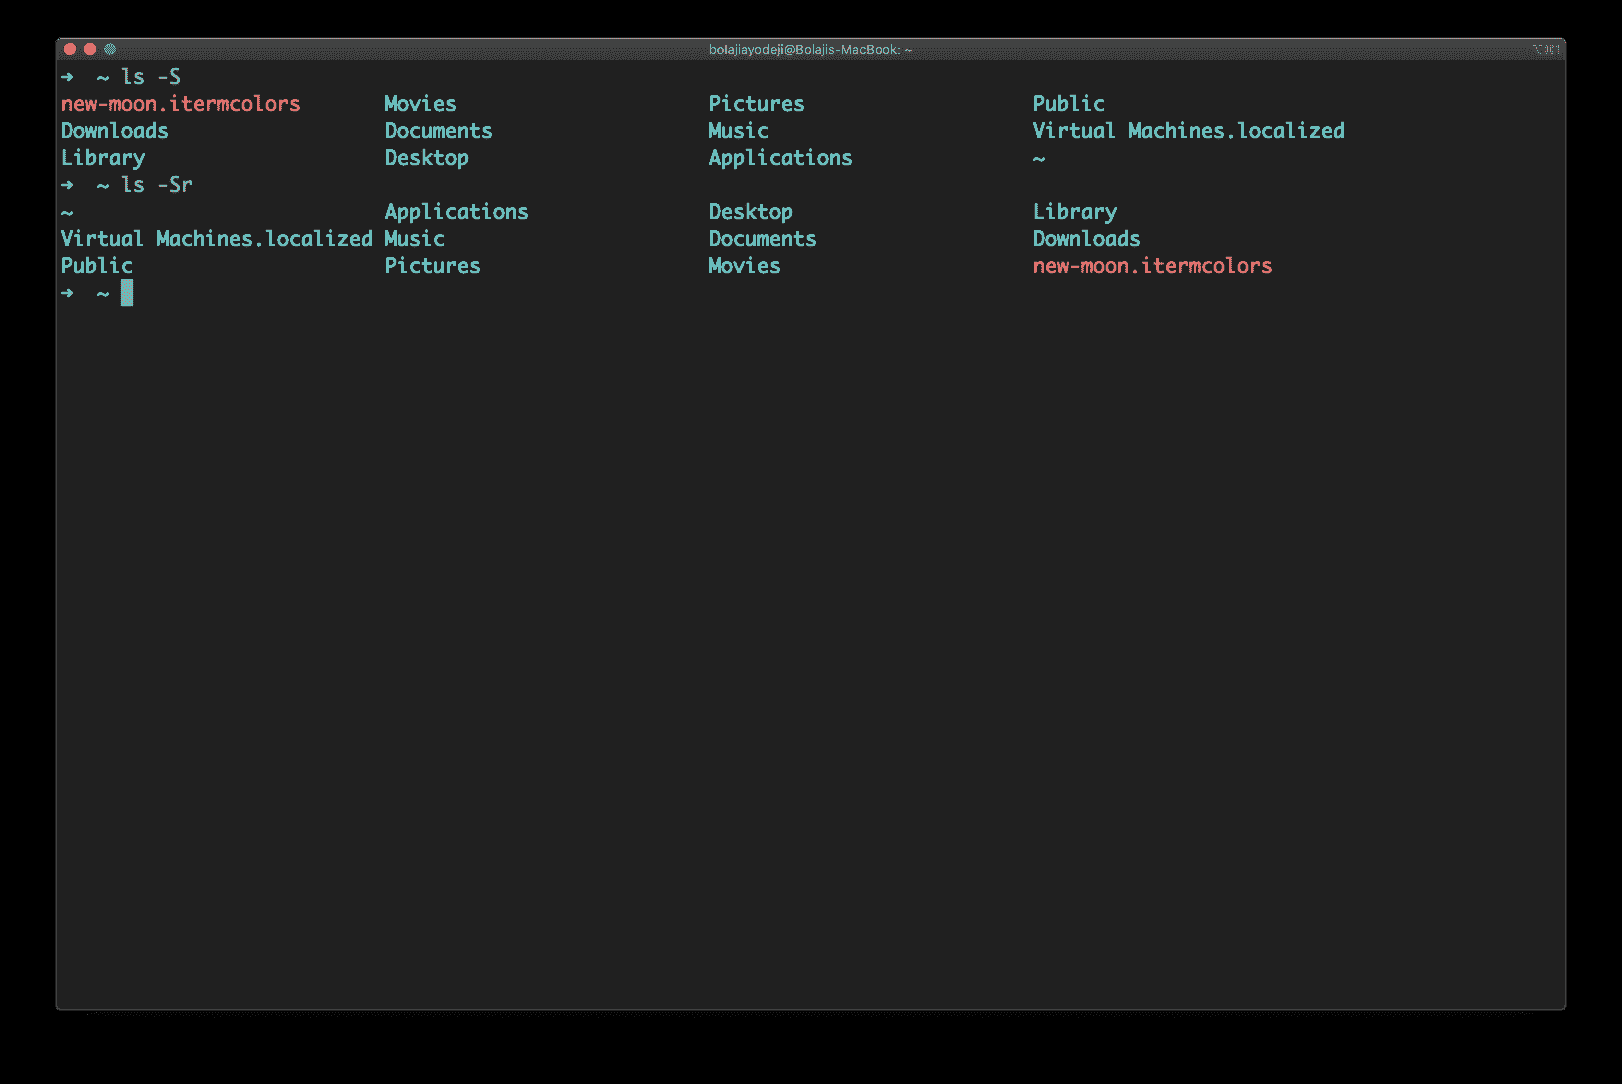 bolajiayodeji@Bolajis-MacBook: ~
➜ ~ ls -S
new-moon.itermcolors Movies Pictures Public
Downloads Documents Music Virtual Machines.localized
Library Desktop Applications ~
➜ ~ ls -Sr
~ Applications Desktop Library
Virtual Machines.localized Music Documents Downloads
Public Pictures Movies new-moon.itermcolors
➜ ~